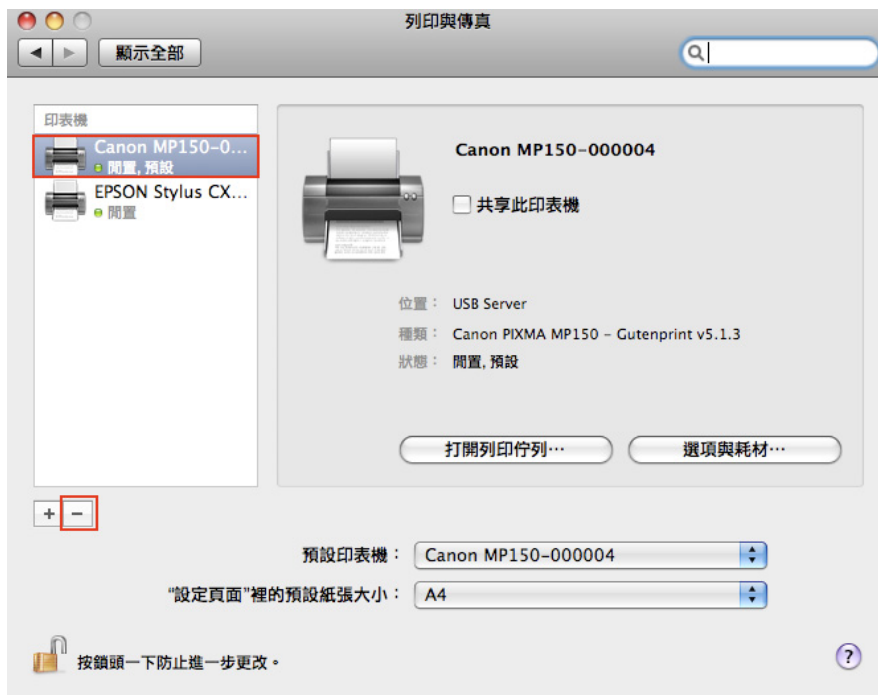 列印與傳真
顯示全部
印表機
Canon MP150-0...
閒置, 預設
EPSON Stylus CX...
閒置
Canon MP150-000004
共享此印表機
位置： USB Server
種類： Canon PIXMA MP150 - Gutenprint v5.1.3
狀態： 閒置, 預設
打開列印佇列⋯
選項與耗材⋯
+ −
預設印表機： Canon MP150-000004
“設定頁面”裡的預設紙張大小： A4
按鎖頭一下防止進一步更改。
?